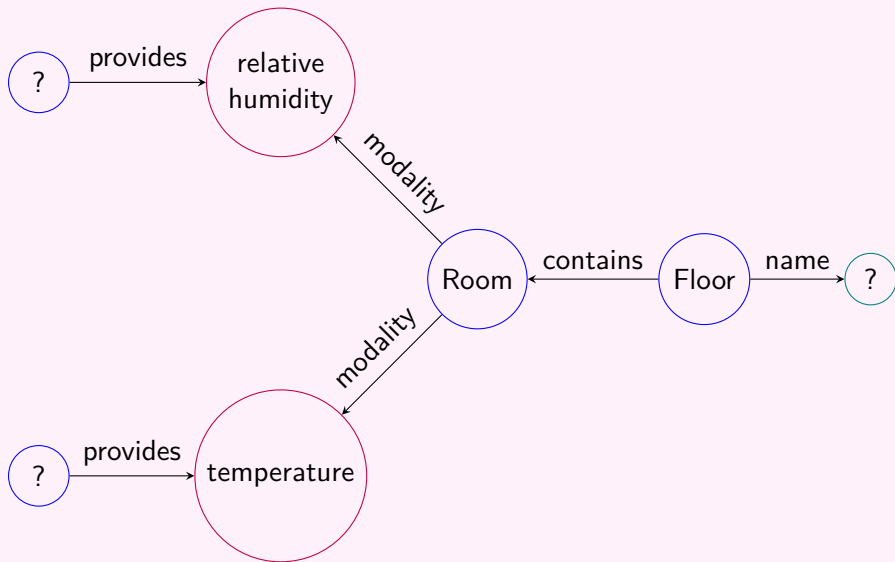 provides
?
relative
humidity
modality
Room
contains
Floor
name
?
modality
provides
?
temperature